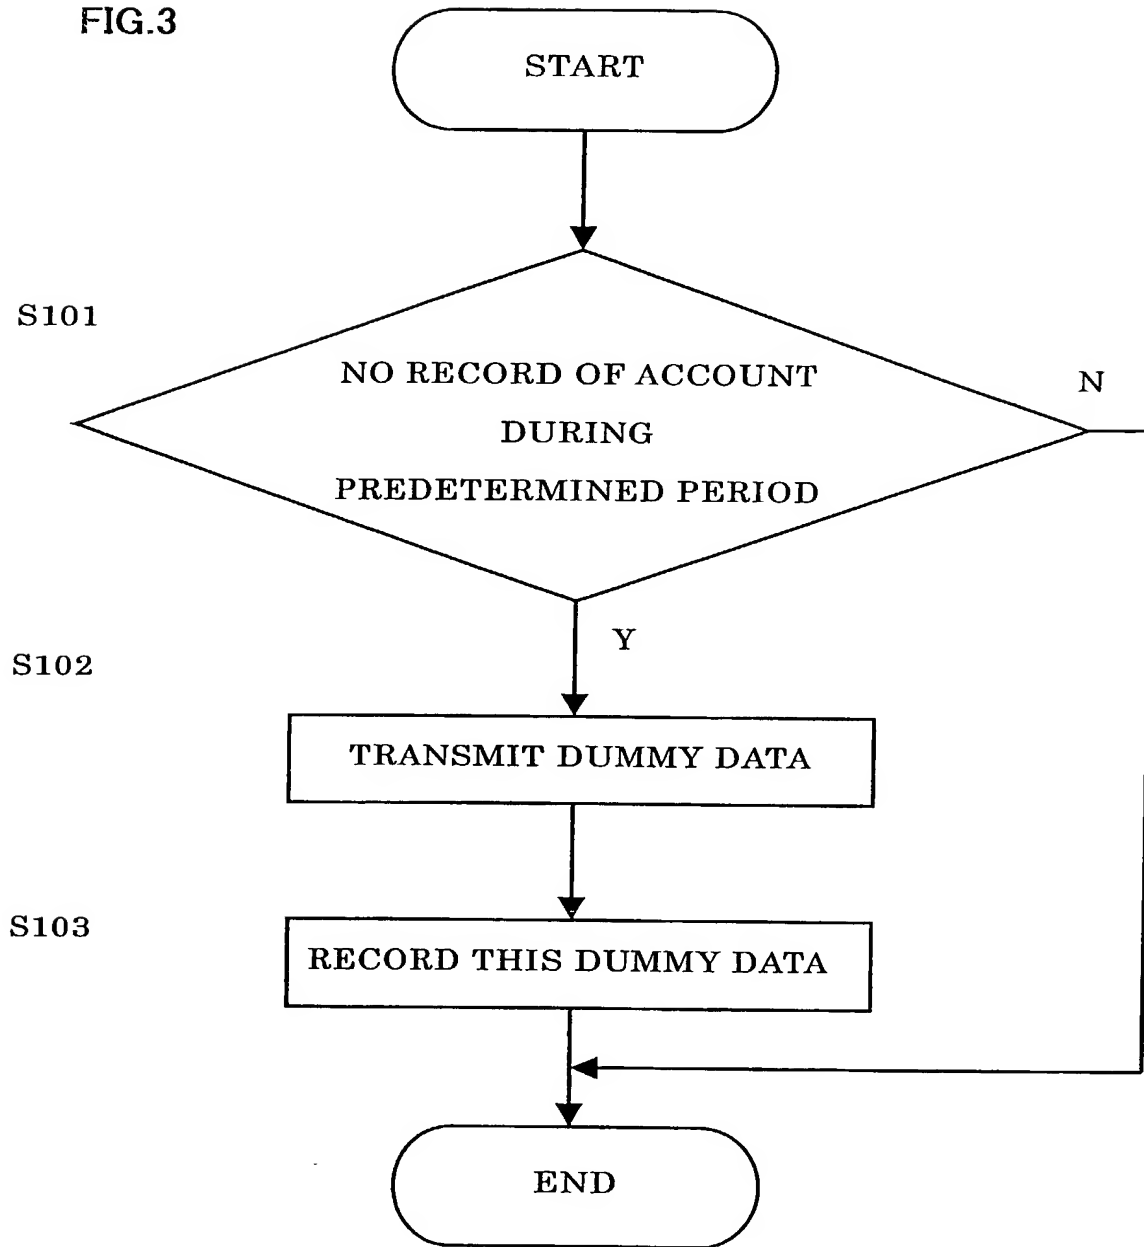 FIG.3
START
S101
NO RECORD OF ACCOUNT
DURING
PREDETERMINED PERIOD
N
Y
S102
TRANSMIT DUMMY DATA
S103
RECORD THIS DUMMY DATA
END